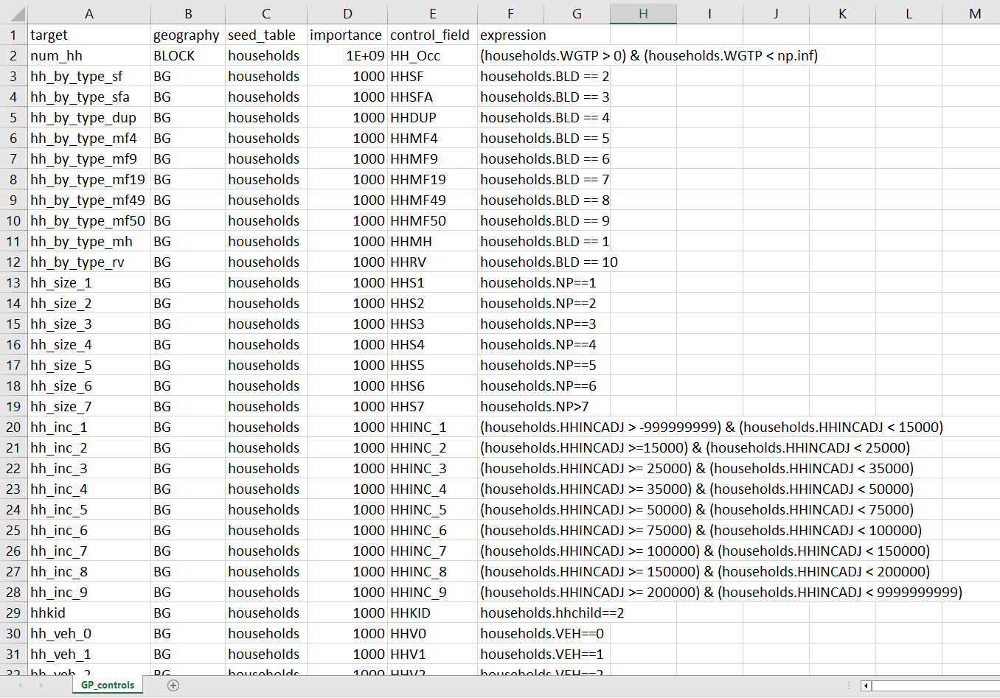 A B C D E F G H I J K L M
1 target geography seed_table importance control_field expression
2 num_hh BLOCK households 1E+09 HH_Occ (households.WGTP > 0) & (households.WGTP < np.inf)
3 hh_by_type_sf BG households 1000 HHSF households.BLD == 2
4 hh_by_type_sfa BG households 1000 HHSFA households.BLD == 3
5 hh_by_type_dup BG households 1000 HHDUP households.BLD == 4
6 hh_by_type_mf4 BG households 1000 HHMF4 households.BLD == 5
7 hh_by_type_mf9 BG households 1000 HHMF9 households.BLD == 6
8 hh_by_type_mf19 BG households 1000 HHMF19 households.BLD == 7
9 hh_by_type_mf49 BG households 1000 HHMF49 households.BLD == 8
10 hh_by_type_mf50 BG households 1000 HHMF50 households.BLD == 9
11 hh_by_type_mh BG households 1000 HHMH households.BLD == 1
12 hh_by_type_rv BG households 1000 HHRV households.BLD == 10
13 hh_size_1 BG households 1000 HHS1 households.NP==1
14 hh_size_2 BG households 1000 HHS2 households.NP==2
15 hh_size_3 BG households 1000 HHS3 households.NP==3
16 hh_size_4 BG households 1000 HHS4 households.NP==4
17 hh_size_5 BG households 1000 HHS5 households.NP==5
18 hh_size_6 BG households 1000 HHS6 households.NP==6
19 hh_size_7 BG households 1000 HHS7 households.NP>7
20 hh_inc_1 BG households 1000 HHINC_1 (households.HHINCADJ > -999999999) & (households.HHINCADJ < 15000)
21 hh_inc_2 BG households 1000 HHINC_2 (households.HHINCADJ >=15000) & (households.HHINCADJ < 25000)
22 hh_inc_3 BG households 1000 HHINC_3 (households.HHINCADJ >= 25000) & (households.HHINCADJ < 35000)
23 hh_inc_4 BG households 1000 HHINC_4 (households.HHINCADJ >= 35000) & (households.HHINCADJ < 50000)
24 hh_inc_5 BG households 1000 HHINC_5 (households.HHINCADJ >= 50000) & (households.HHINCADJ < 75000)
25 hh_inc_6 BG households 1000 HHINC_6 (households.HHINCADJ >= 75000) & (households.HHINCADJ < 100000)
26 hh_inc_7 BG households 1000 HHINC_7 (households.HHINCADJ >= 100000) & (households.HHINCADJ < 150000)
27 hh_inc_8 BG households 1000 HHINC_8 (households.HHINCADJ >= 150000) & (households.HHINCADJ < 200000)
28 hh_inc_9 BG households 1000 HHINC_9 (households.HHINCADJ >= 200000) & (households.HHINCADJ < 9999999999)
29 hhkid BG households 1000 HHKID households.hhchild==2
30 hh_veh_0 BG households 1000 HHV0 households.VEH==0
31 hh_veh_1 BG households 1000 HHV1 households.VEH==1
32 hh_veh_2 BG households 1000 HHV2 households.VEH==2
GP_controls